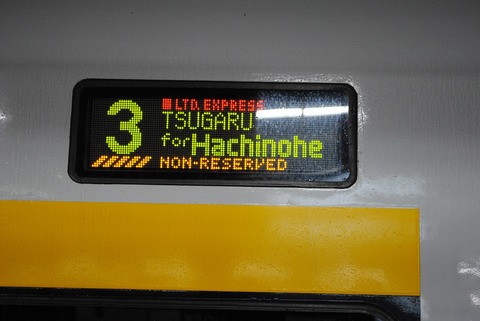 3
LTD. EXPRESS
TSUGARU
for Hachinohe
NON-RESERVED